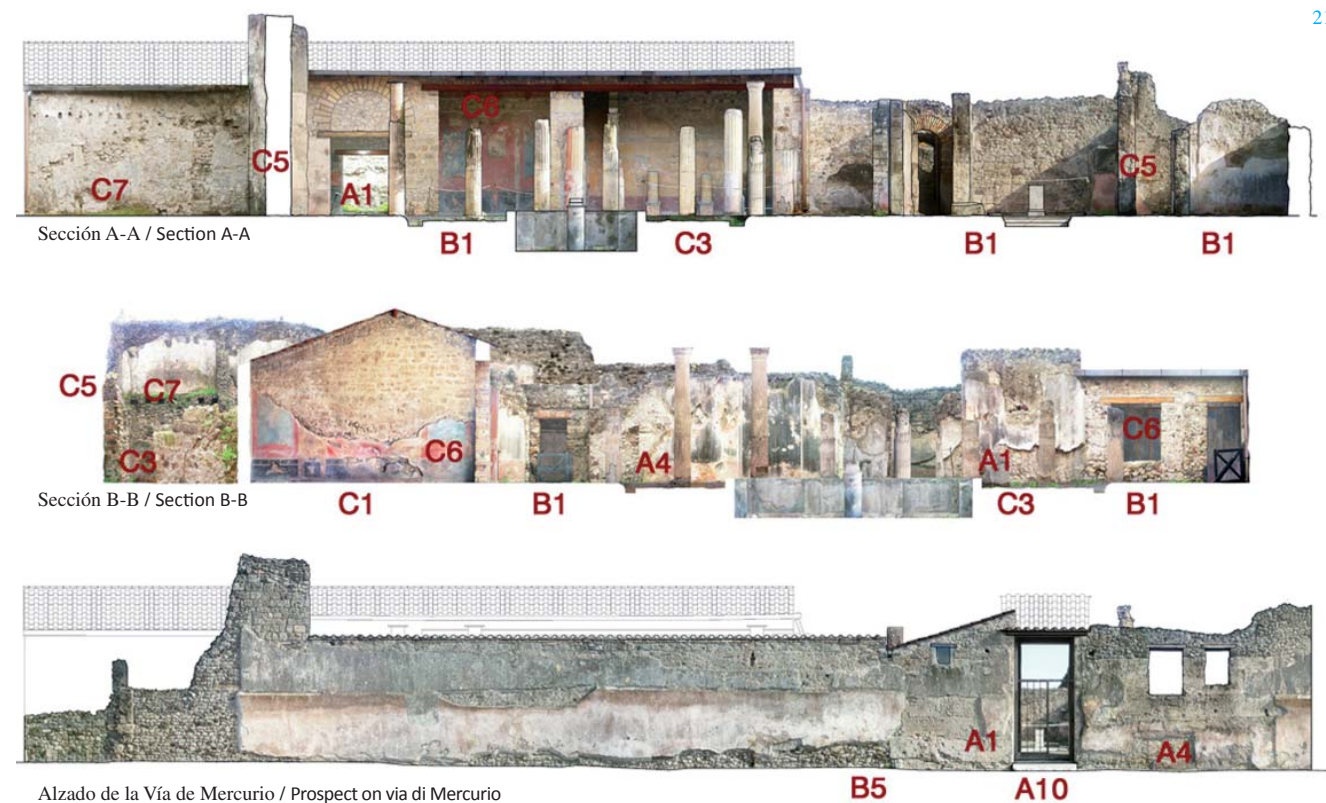 21
C6
C5
C5
C7
A1
Sección A-A / Section A-A
B1
C3
B1
B1
C5
C7
C6
C6
A4
A1
C3
Sección B-B / Section B-B
C1
B1
C3
B1
A1
A4
B5
A10
Alzado de la Vía de Mercurio / Prospect on via di Mercurio